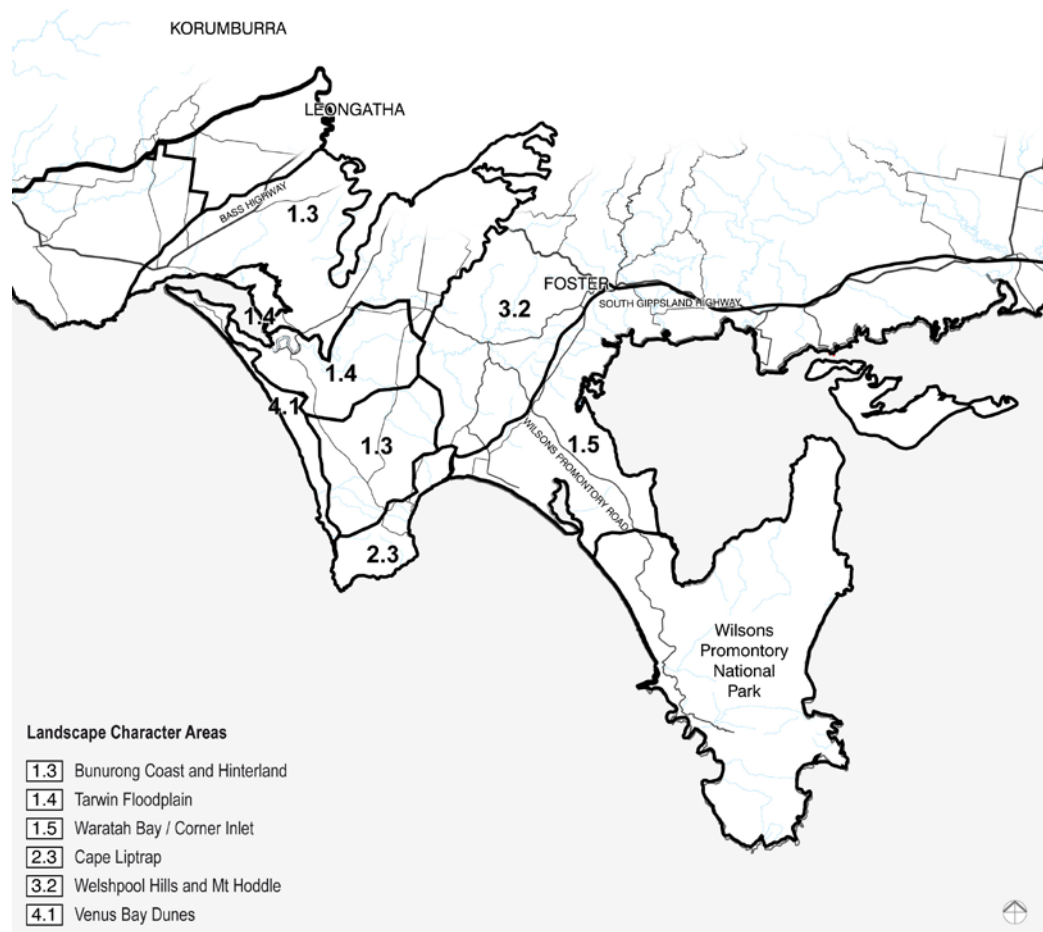 KORUMBURRA
LEONGATHA
BASS HIGHWAY
1.3
FOSTER
SOUTH GIPPSLAND HIGHWAY
3.2
1.4
1.4
4.1
1.3
1.5
WILSONS PROMONTORY ROAD
2.3
Wilsons
Promontory
National
Park
Landscape Character Areas
1.3 Bunurong Coast and Hinterland
1.4 Tarwin Floodplain
1.5 Waratah Bay / Corner Inlet
2.3 Cape Liptrap
3.2 Welshpool Hills and Mt Hoddle
4.1 Venus Bay Dunes